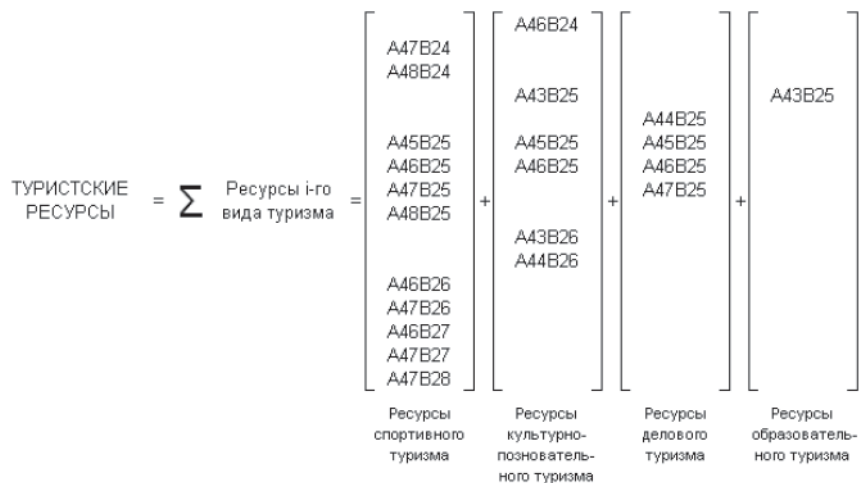 ТУРИСТСКИЕ
РЕСУРСЫ
=
Σ
Ресурсы i-го
вида туризма
=
A47B24
A48B24
A45B25
A46B25
A47B25
A48B25
A46B26
A47B26
A46B27
A47B27
A47B28
Ресурсы
спортивного
туризма
+
A46B24
A43B25
A45B25
A46B25
A43B26
A44B26
Ресурсы
культурно-
позновятель-
ного туризма
+
A44B25
A45B25
A46B25
A47B25
Ресурсы
делового
туризма
+
A43B25
Ресурсы
образователь-
ного туризма